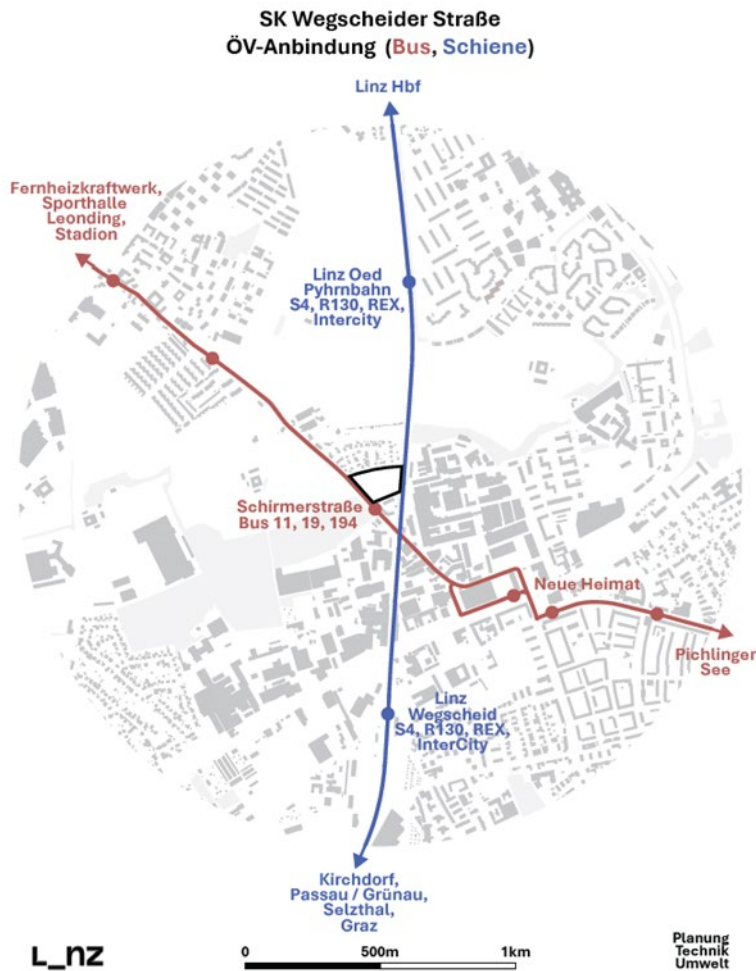 SK Wegscheider Straße
ÖV-Anbindung (Bus, Schiene)
Linz Hbf
Fernheizkraftwerk,
Sporthalle
Leonding,
Stadion
Linz Oed
Pyhrnbahn
S4, R130, REX,
Intercity
Schirmerstraße
Bus 11, 19, 194
Neue Heimat
Pichlinger
See
Linz
Wegscheid
S4, R130, REX,
InterCity
Kirchdorf,
Passau / Grünau,
Selzthal,
Graz
L_nz
0 500m 1km
Planung
Technik
Umwelt